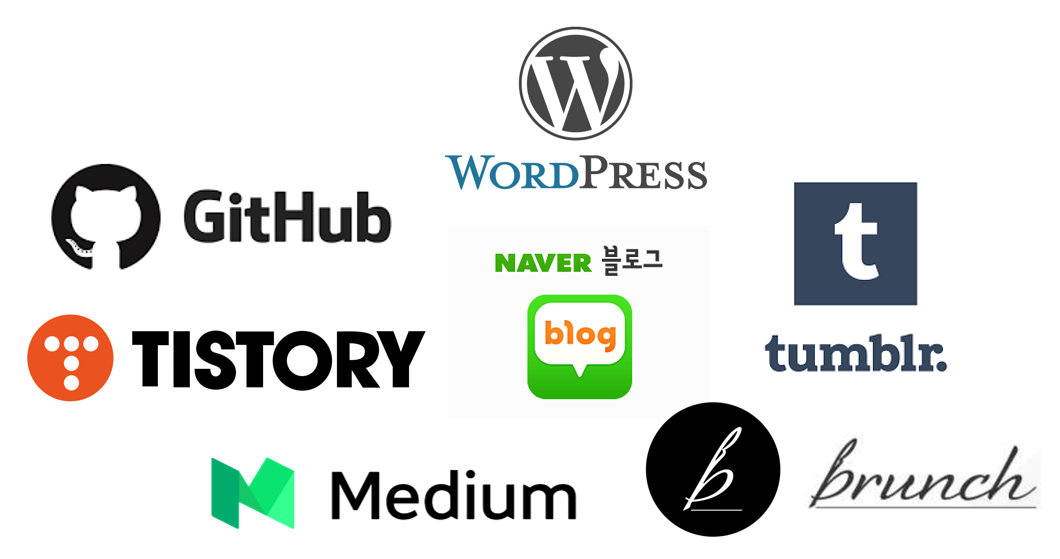 WORDPRESS
GitHub
t
NAVER 블로그
blog
TISTORY
tumblr.
Medium
b
brunch